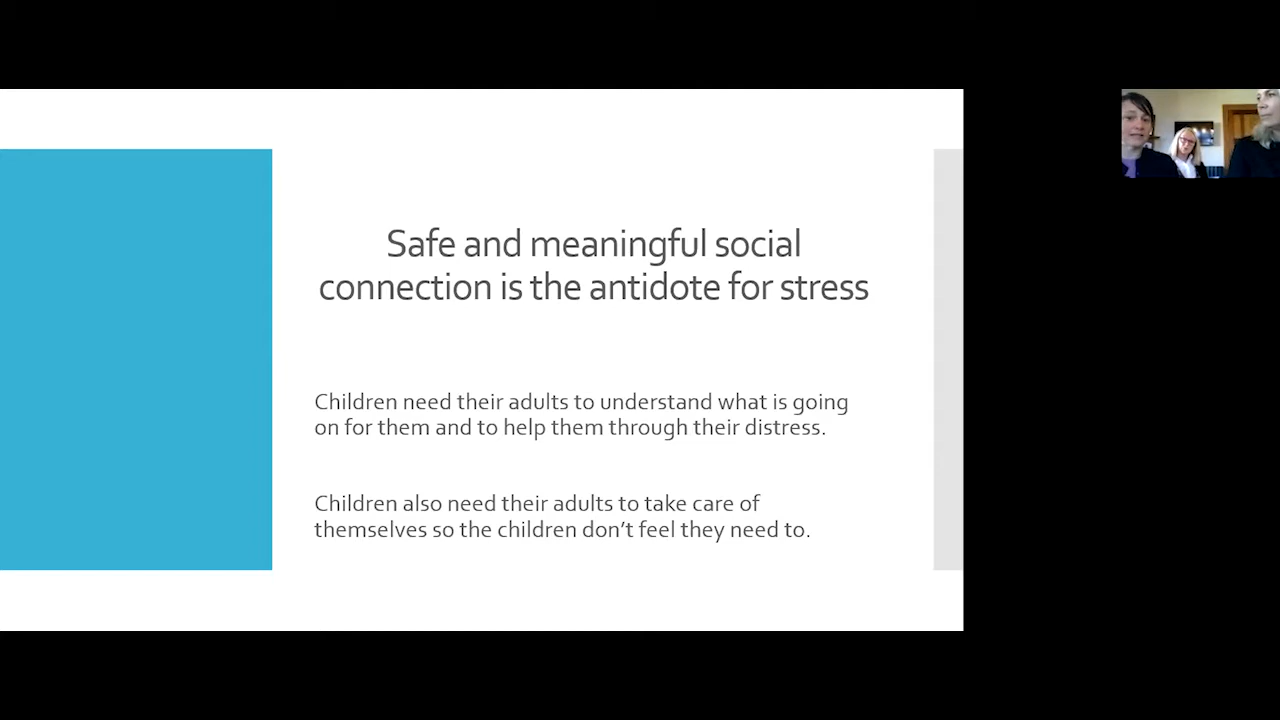 Safe and meaningful social
connection is the antidote for stress
Children need their adults to understand what is going
on for them and to help them through their distress.
Children also need their adults to take care of
themselves so the children don’t feel they need to.